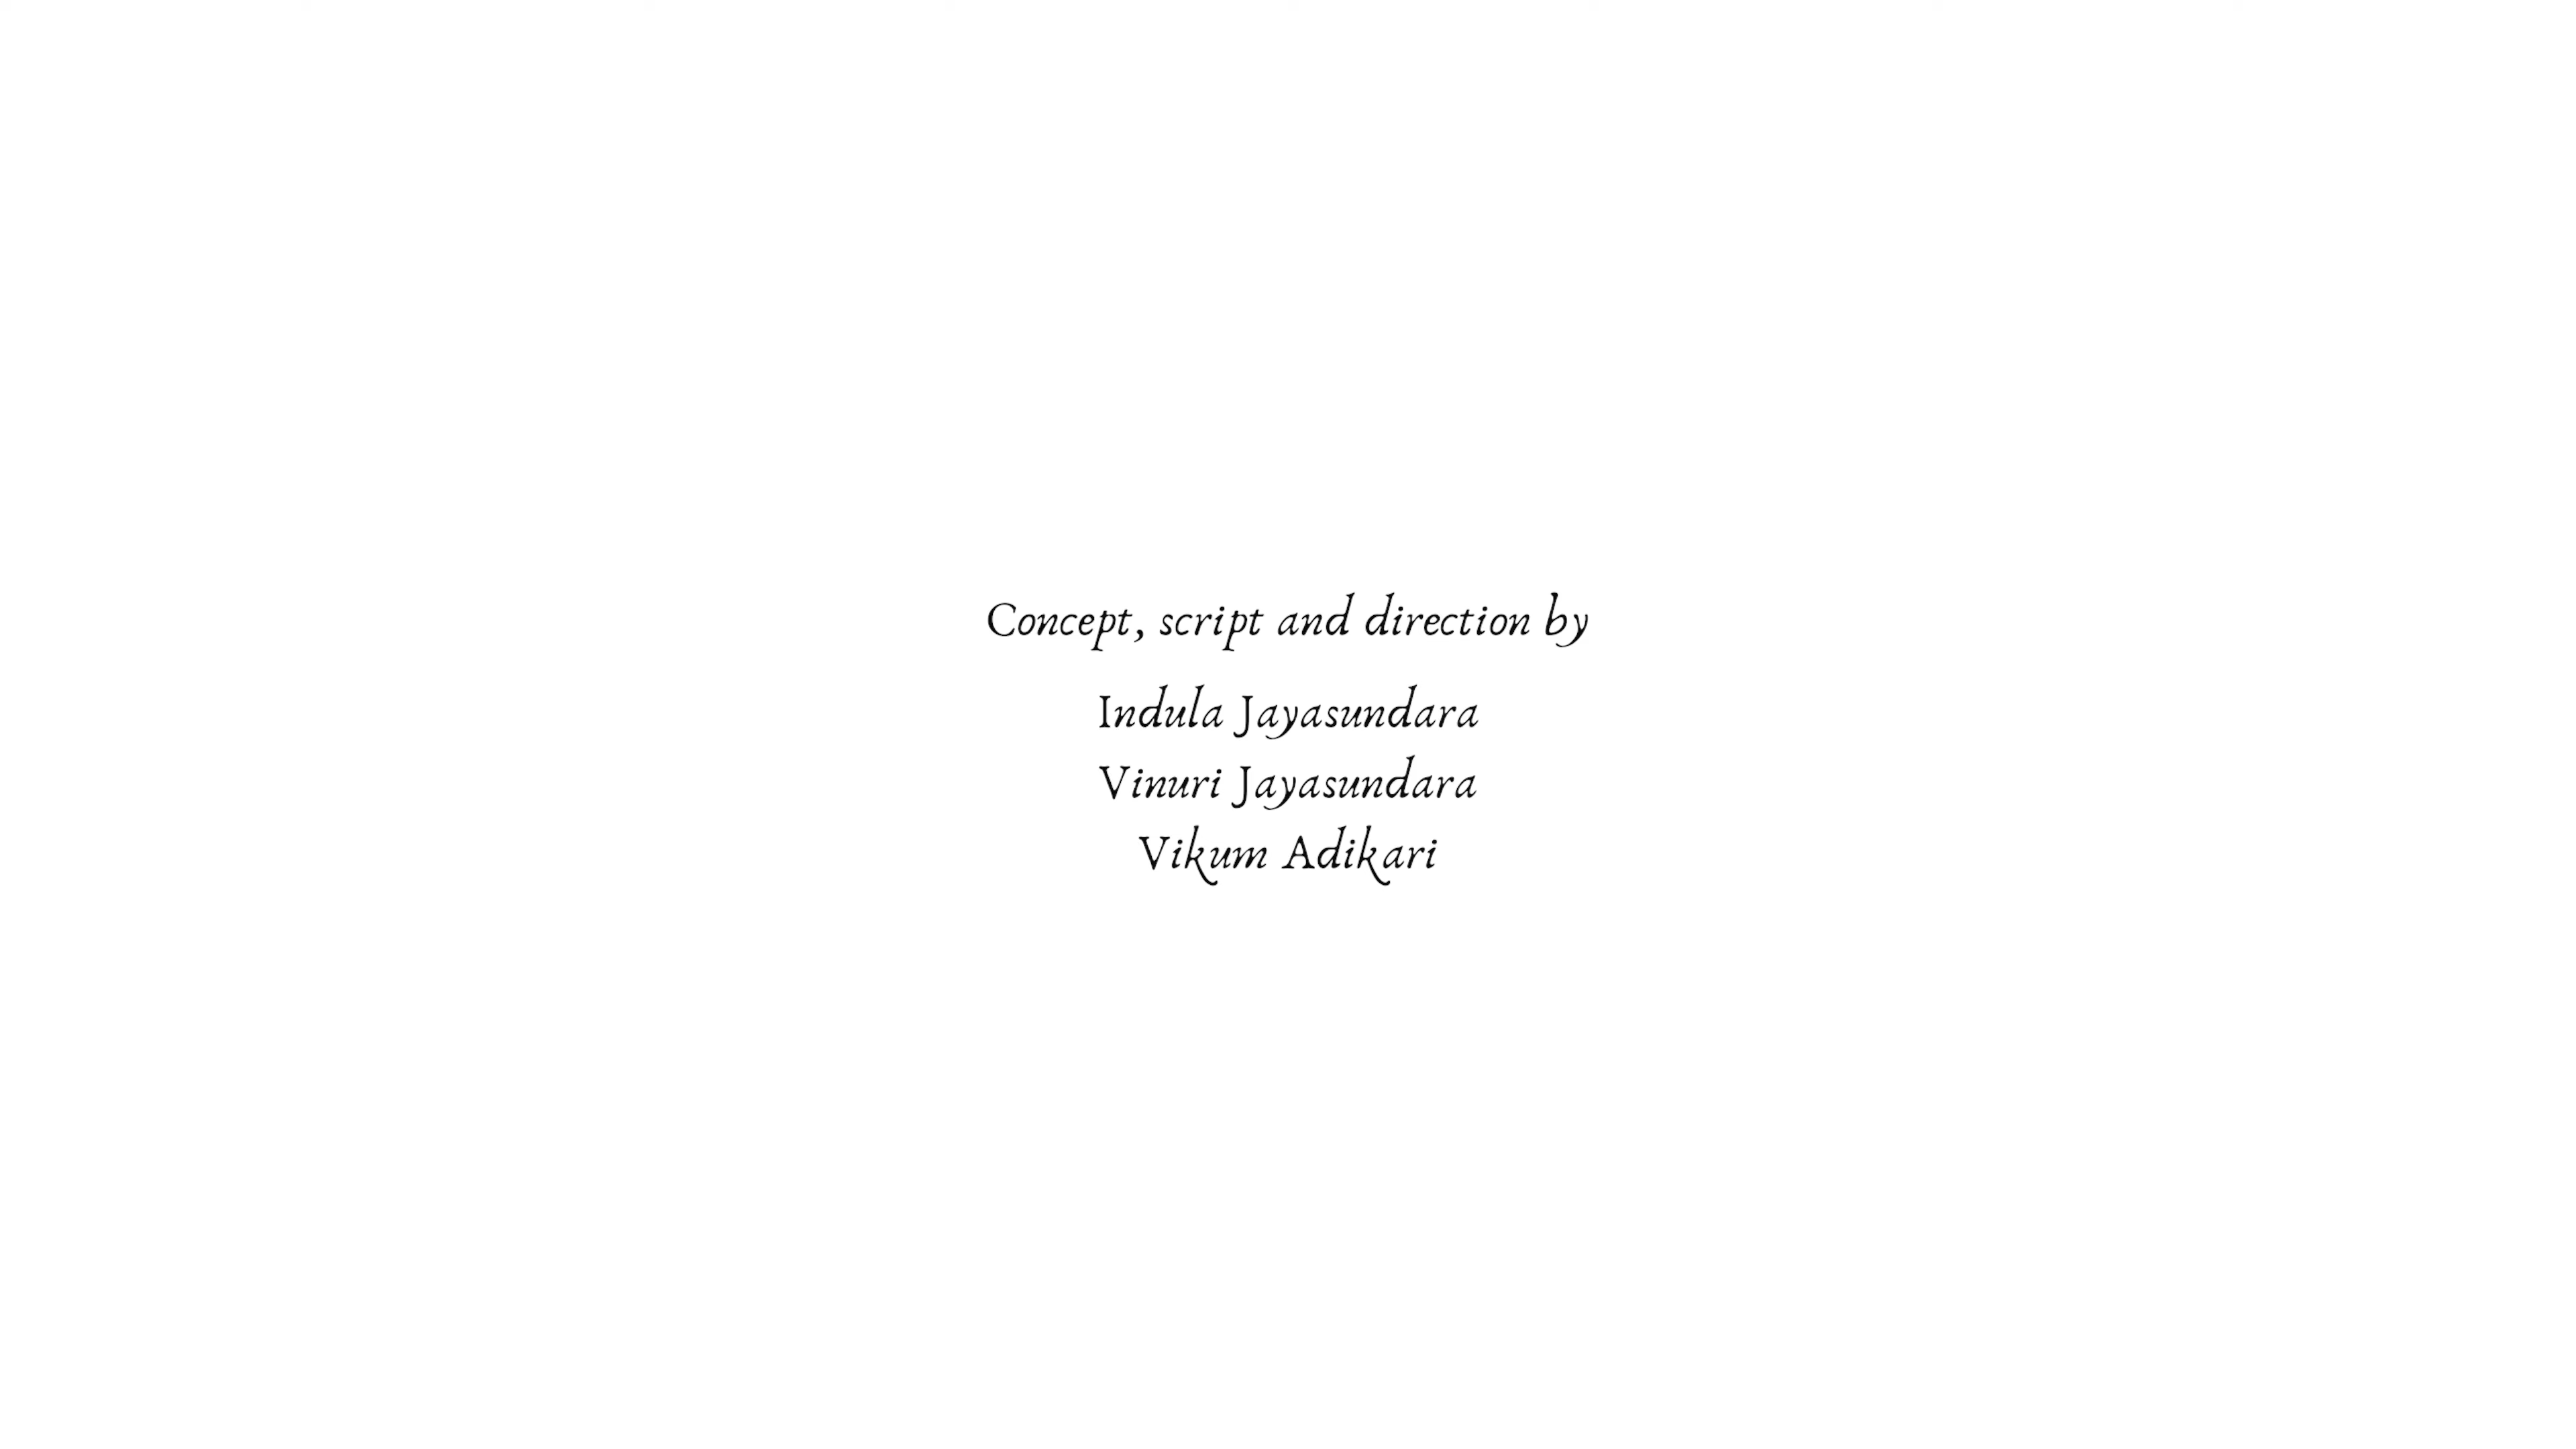 Concept, script and direction by
Indula Jayasundara
Vinuri Jayasundara
Vikum Adikari